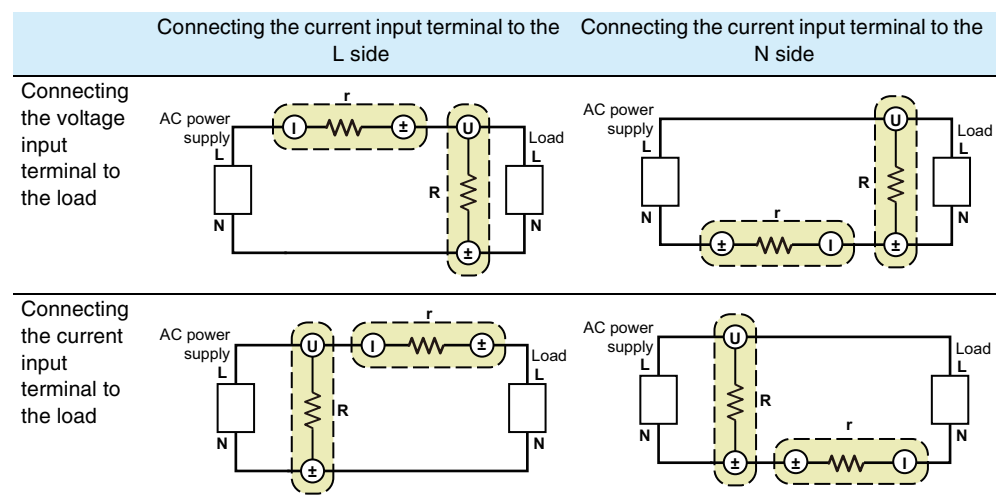 Connecting the current input terminal to the
L side
Connecting the current input terminal to the
N side
Connecting
the voltage
input
terminal to
the load
AC power
supply
L
N
r
I
±
U
R
±
Load
L
N
AC power
supply
L
N
U
R
±
r
±
I
Load
L
N
Connecting
the current
input
terminal to
the load
AC power
supply
L
N
U
R
±
r
I
±
Load
L
N
AC power
supply
L
N
U
R
±
r
±
I
Load
L
N